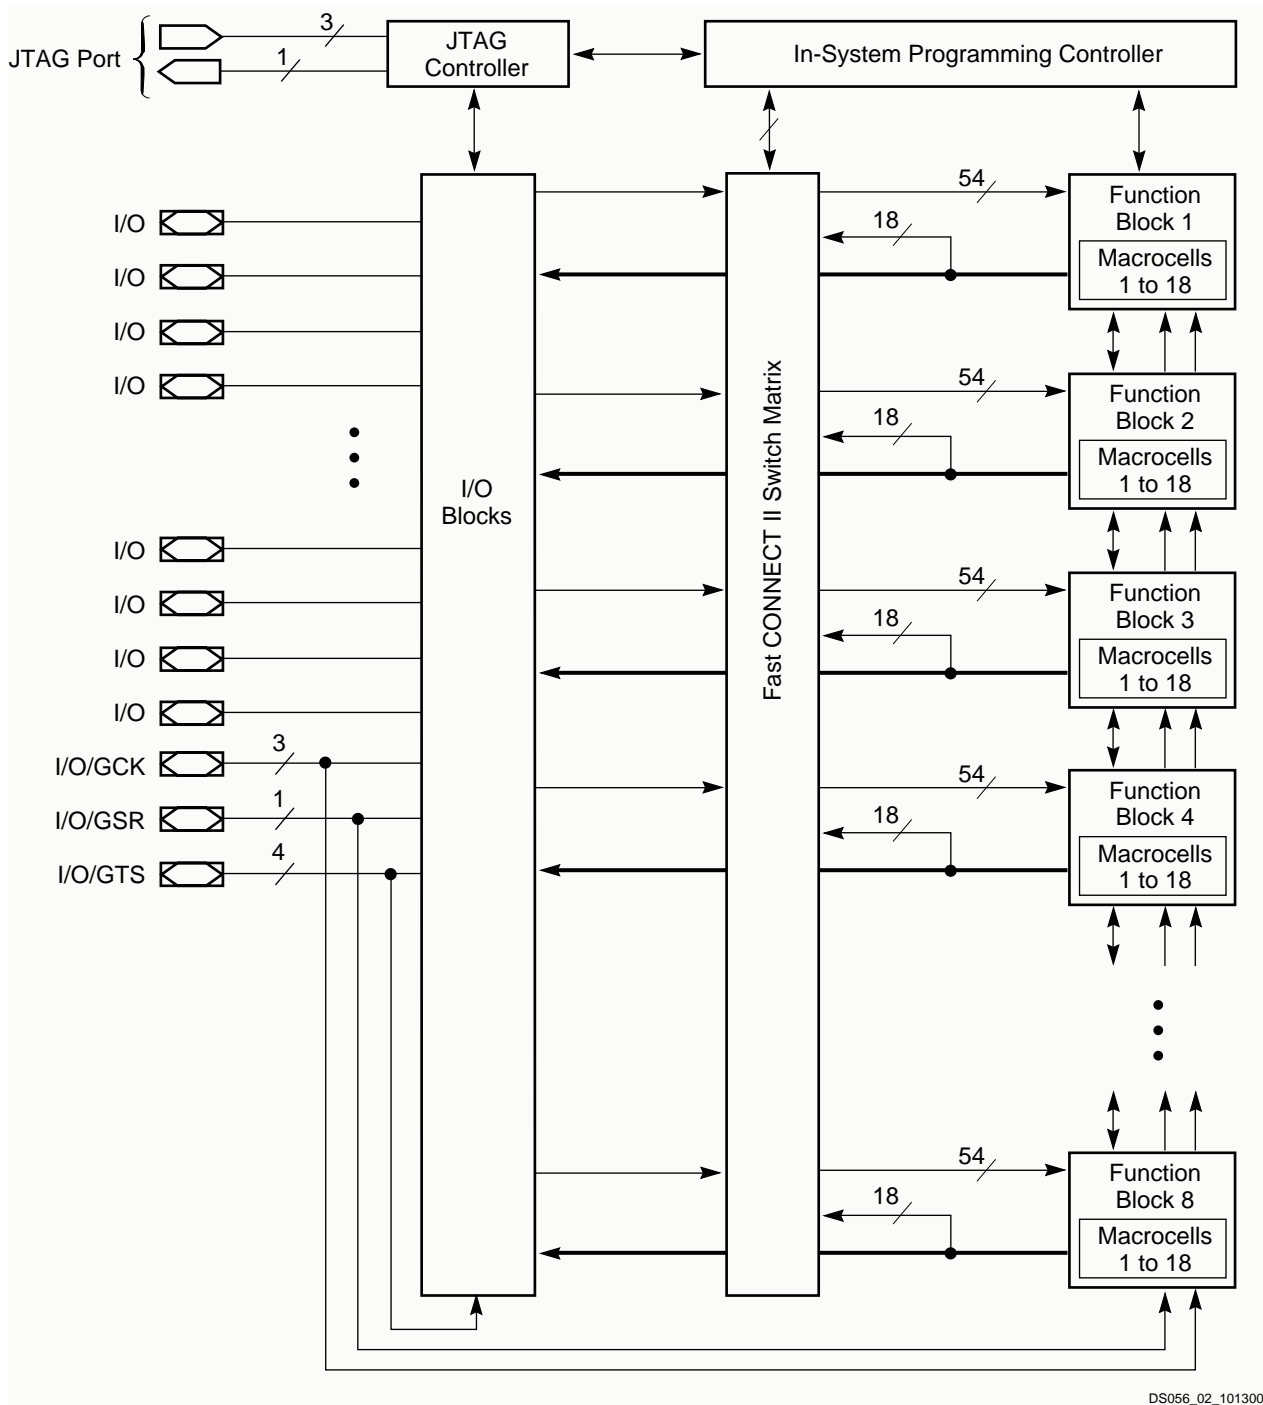 JTAG Port
3
1
JTAG
Controller
In-System Programming Controller
I/O
I/O
I/O
I/O
I/O
I/O
I/O
I/O
I/O/GCK
3
I/O/GSR
1
I/O/GTS
4
I/O
Blocks
Fast CONNECT II Switch Matrix
54
18
Function
Block 1
Macrocells
1 to 18
54
18
Function
Block 2
Macrocells
1 to 18
54
18
Function
Block 3
Macrocells
1 to 18
54
18
Function
Block 4
Macrocells
1 to 18
54
18
Function
Block 8
Macrocells
1 to 18
DS056_02_101300